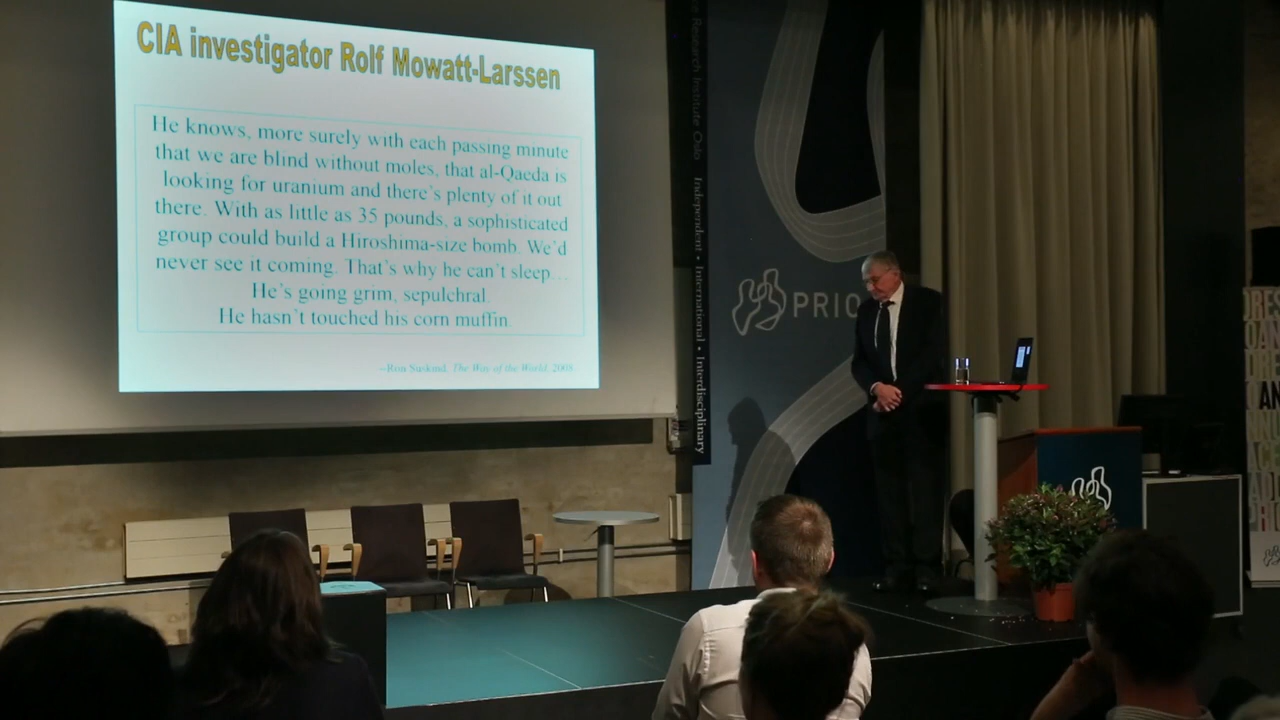 CIA investigator Rolf Mowatt-Larssen
He knows, more surely with each passing minute
that we are blind without moles, that al-Qaeda is
looking for uranium and there's plenty of it out
there. With as little as 35 pounds, a sophisticated
group could build a Hiroshima-size bomb. We'd
never see it coming. That's why he can't sleep…
He's going grim, sepulchral.
He hasn't touched his corn muffin.
--Ron Suskind, The Way of the World, 2008
Research Institute Oslo Independent • International • Interdisciplinary
PRIO